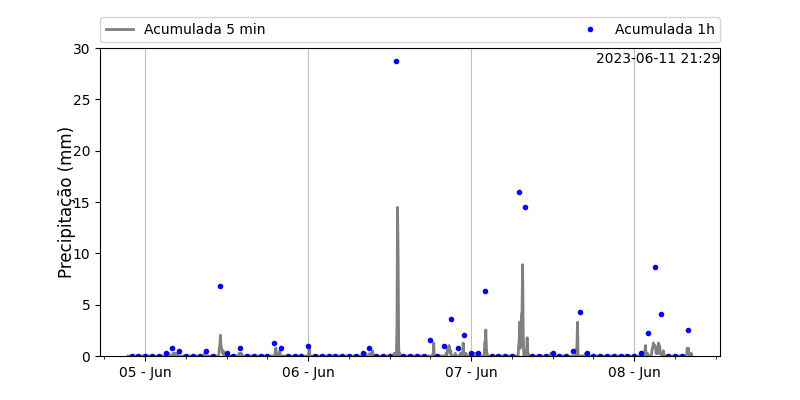 Acumulada 5 min
Acumulada 1h
2023-06-11 21:29
Precipitação (mm)
30
25
20
15
10
5
0
05 - Jun
06 - Jun
07 - Jun
08 - Jun